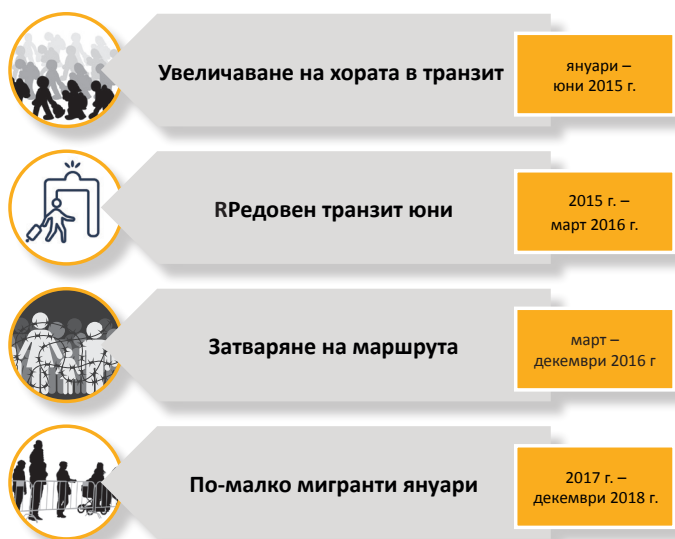 Увеличаване на хората в транзит
януари –
юни 2015 г.
RРедовен транзит юни
2015 г. –
март 2016 г.
Затваряне на маршрута
март –
декември 2016 г
По-малко мигранти януари
2017 г. –
декември 2018 г.